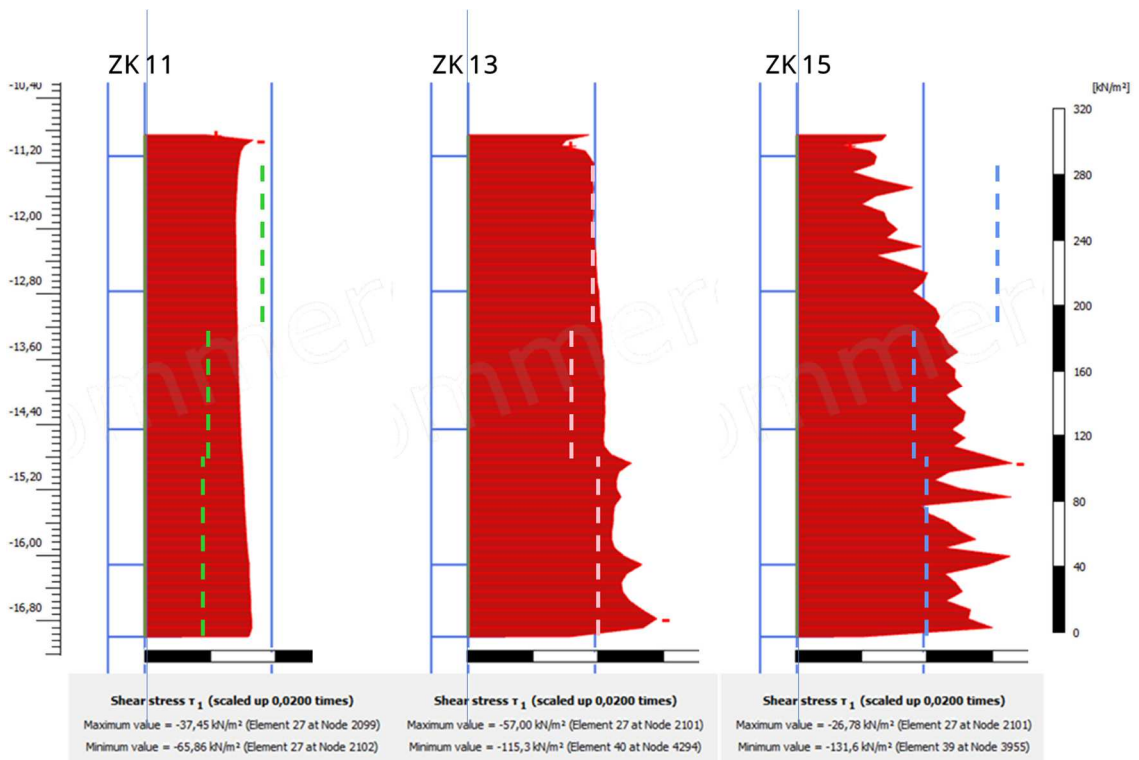 ZK 11
ZK 13
ZK 15
[kN/m²]
-10,40
-11,20
-12,00
-12,80
-13,60
-14,40
-15,20
-16,00
-16,80
320
280
240
200
160
120
80
40
0
ommer
ommer
ommer
Shear stress τ1 (scaled up 0,0200 times)
Maximum value = -37,45 kN/m² (Element 27 at Node 2099)
Minimum value = -65,86 kN/m² (Element 27 at Node 2102)
Shear stress τ1 (scaled up 0,0200 times)
Maximum value = -57,00 kN/m² (Element 27 at Node 2101)
Minimum value = -115,3 kN/m² (Element 40 at Node 4294)
Shear stress τ1 (scaled up 0,0200 times)
Maximum value = -26,78 kN/m² (Element 27 at Node 2101)
Minimum value = -131,6 kN/m² (Element 39 at Node 3955)